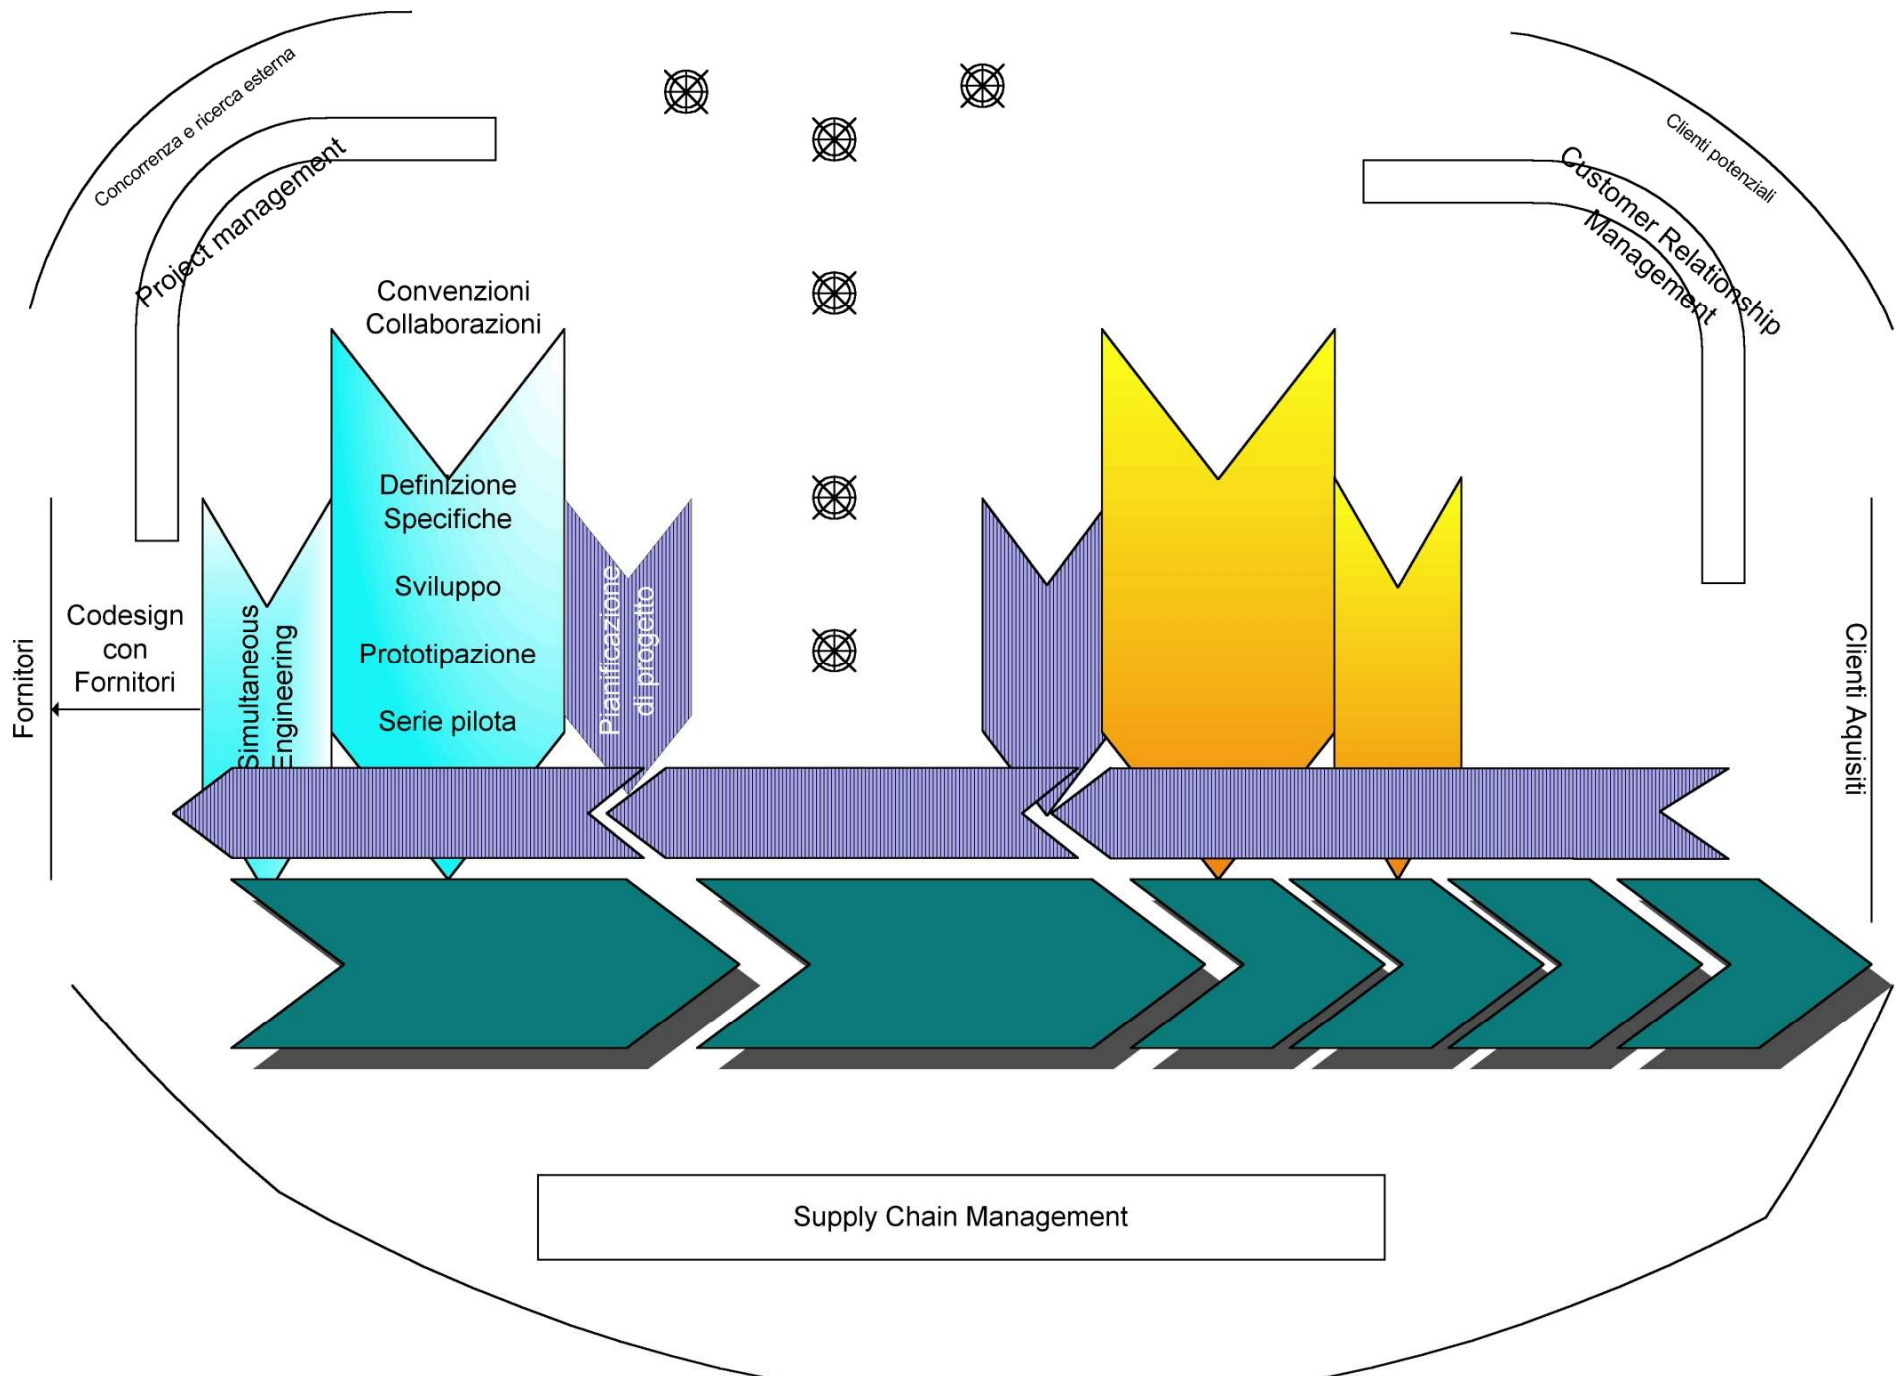 Concorrenza e ricerca esterna
Project management
Clienti potenziali
Customer Relationship
Management
Convenzioni
Collaborazioni
Definizione
Specifiche
Sviluppo
Prototipazione
Serie pilota
Pianificazione
di progetto
Simultaneous
Engineering
Codesign
con
Fornitori
Fornitori
Clienti Aquisiti
Supply Chain Management